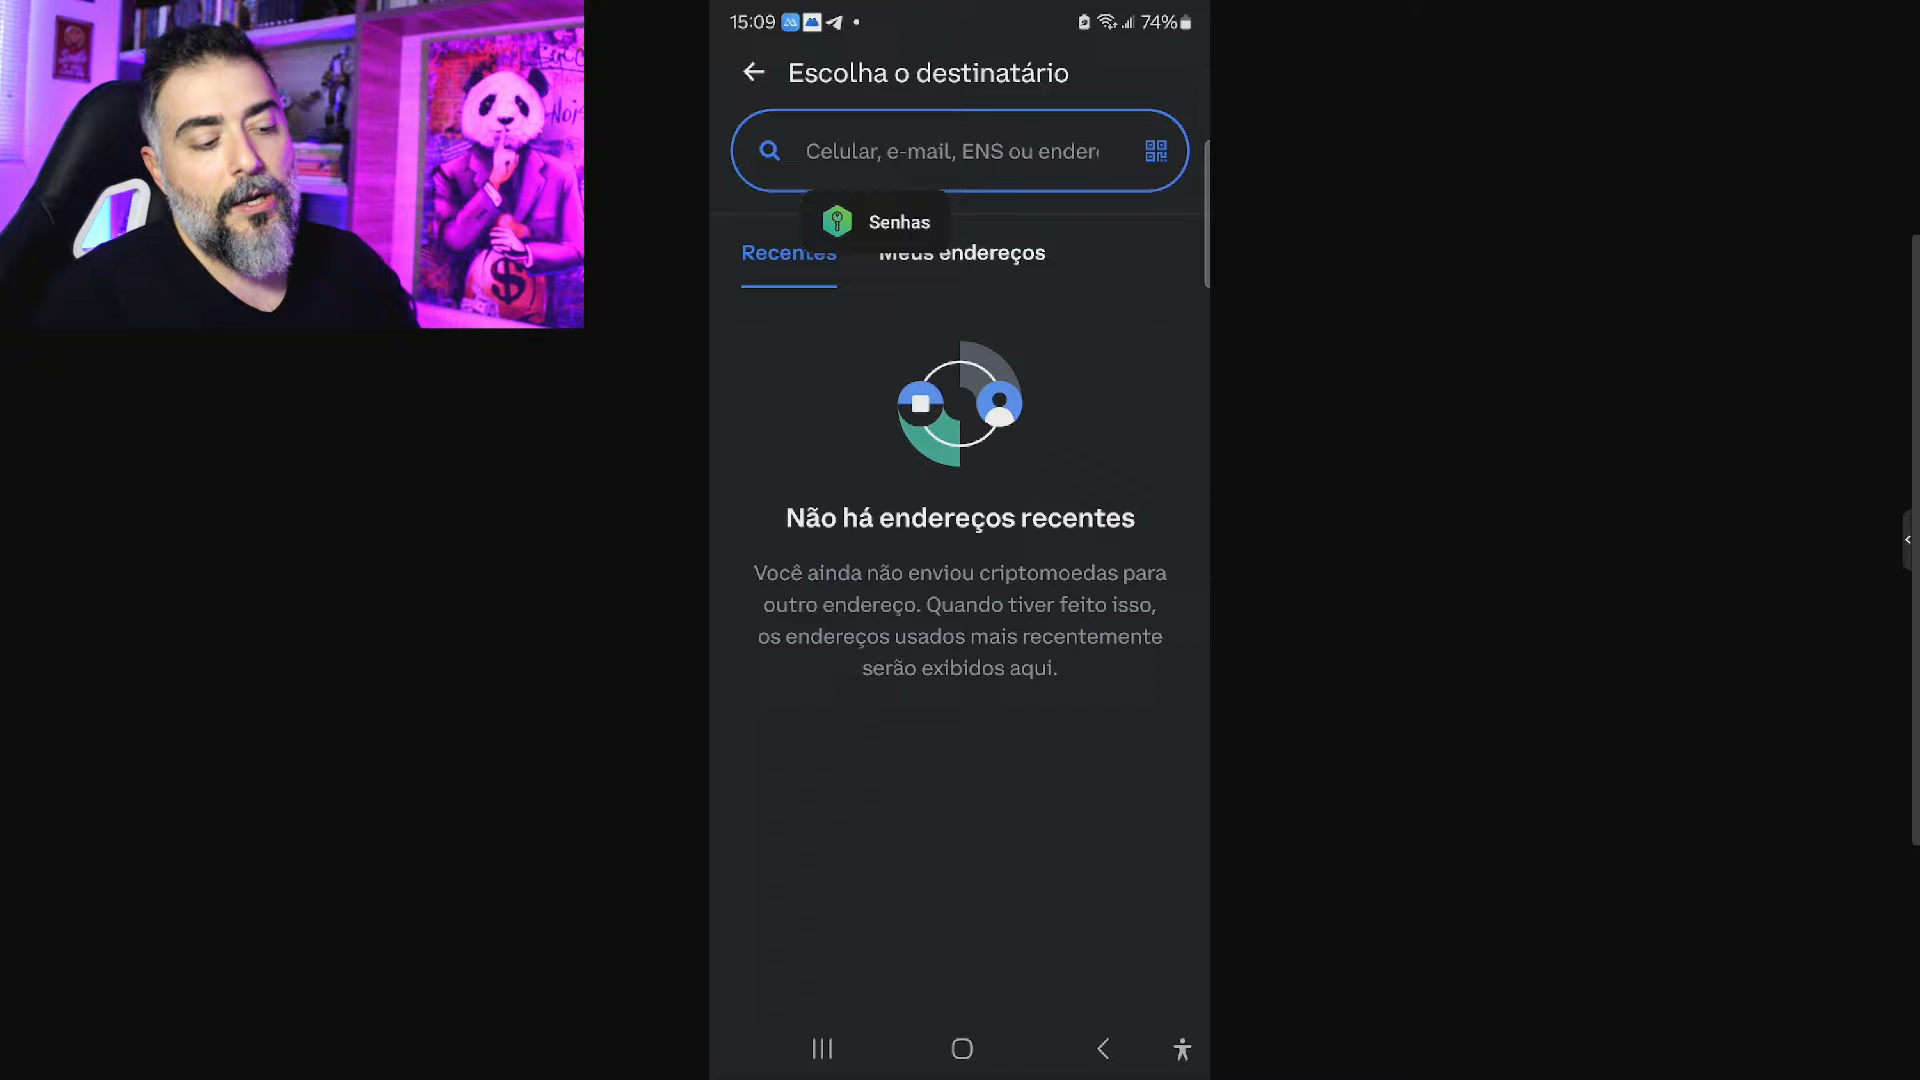 15:09
74%
Escolha o destinatário
Celular, e-mail, ENS ou endere
Senhas
Recentes
Meus endereços
Não há endereços recentes
Você ainda não enviou criptomoedas para
outro endereço. Quando tiver feito isso,
os endereços usados mais recentemente
serão exibidos aqui.
$